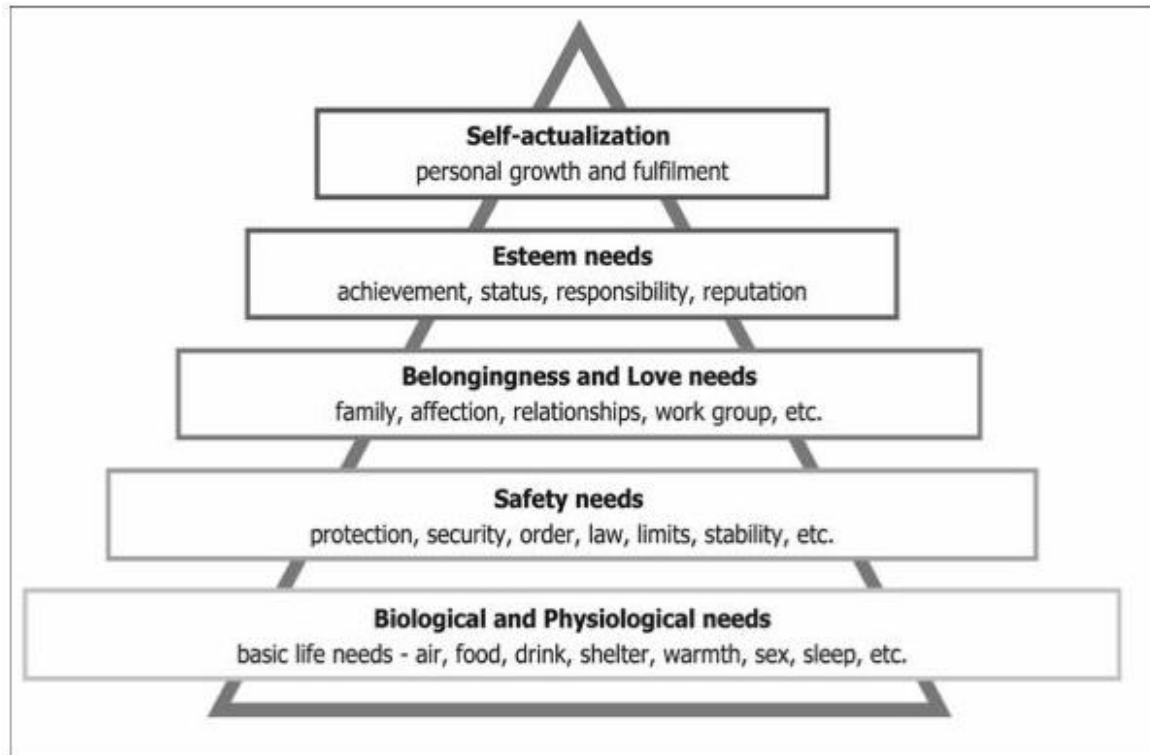 Self-actualization
personal growth and fulfilment
Esteem needs
achievement, status, responsibility, reputation
Belongingness and Love needs
family, affection, relationships, work group, etc.
Safety needs
protection, security, order, law, limits, stability, etc.
Biological and Physiological needs
basic life needs - air, food, drink, shelter, warmth, sex, sleep, etc.